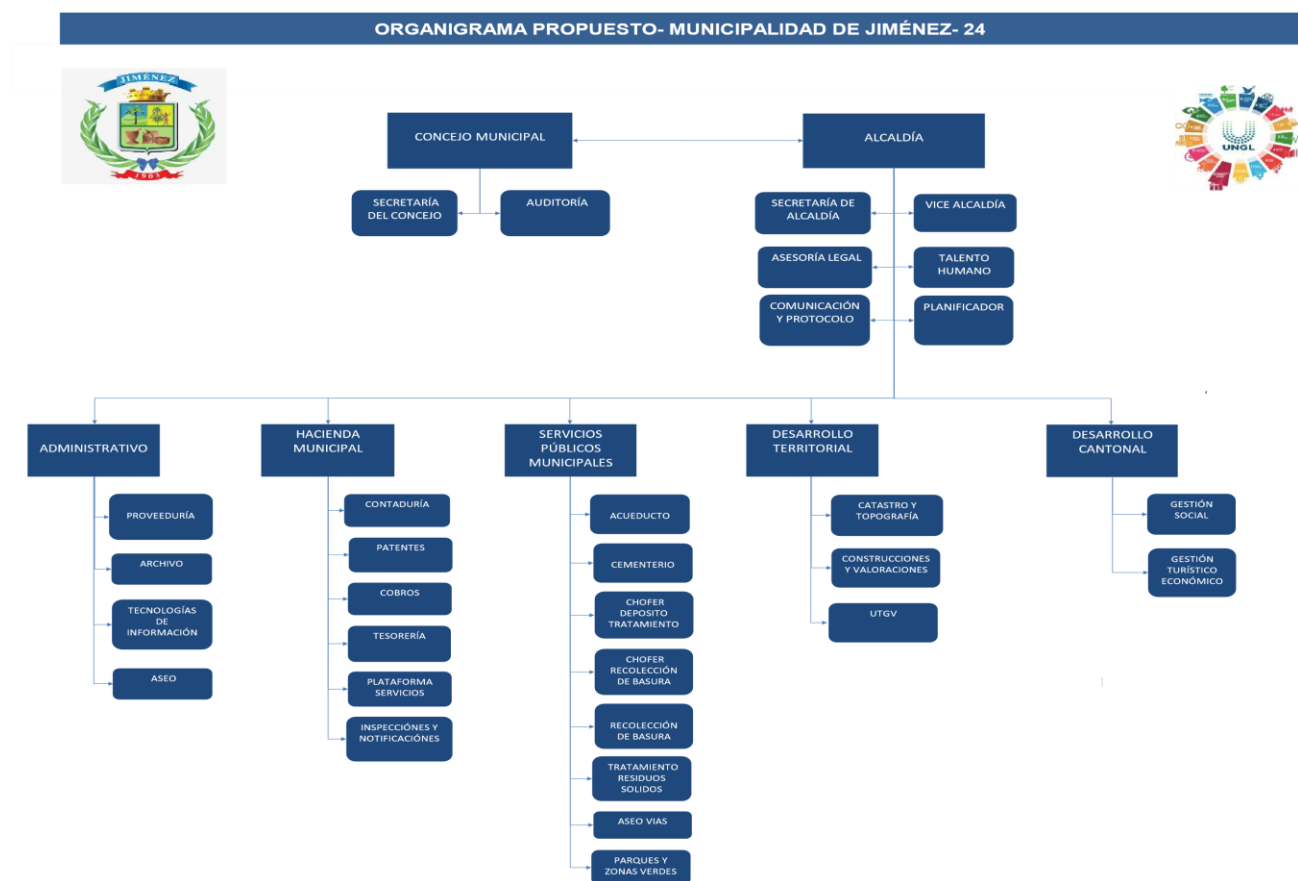 ORGANIGRAMA PROPUESTO- MUNICIPALIDAD DE JIMÉNEZ- 24
JIMÉNEZ
1903
UNGL
CONCEJO MUNICIPAL
ALCALDÍA
SECRETARÍA
DEL CONCEJO
AUDITORÍA
SECRETARÍA DE
ALCALDÍA
VICE ALCALDÍA
ASESORÍA LEGAL
TALENTO
HUMANO
COMUNICACIÓN
Y PROTOCOLO
PLANIFICADOR
ADMINISTRATIVO
HACIENDA
MUNICIPAL
SERVICIOS
PÚBLICOS
MUNICIPALES
DESARROLLO
TERRITORIAL
DESARROLLO
CANTONAL
PROVEEDURÍA
ARCHIVO
TECNOLOGÍAS
DE
INFORMACIÓN
ASEO
CONTADURÍA
PATENTES
COBROS
TESORERÍA
PLATAFORMA
SERVICIOS
INSPECCIÓNES Y
NOTIFICACIÓNES
ACUEDUCTO
CEMENTERIO
CHOFER
DEPOSITO
TRATAMIENTO
CHOFER
RECOLECCIÓN
DE BASURA
RECOLECCIÓN
DE BASURA
TRATAMIENTO
RESIDUOS
SOLIDOS
ASEO VIAS
PARQUES Y
ZONAS VERDES
CATASTRO Y
TOPOGRAFÍA
CONSTRUCCIONES
Y VALORACIONES
UTGV
GESTIÓN
SOCIAL
GESTIÓN
TURÍSTICO
ECONÓMICO